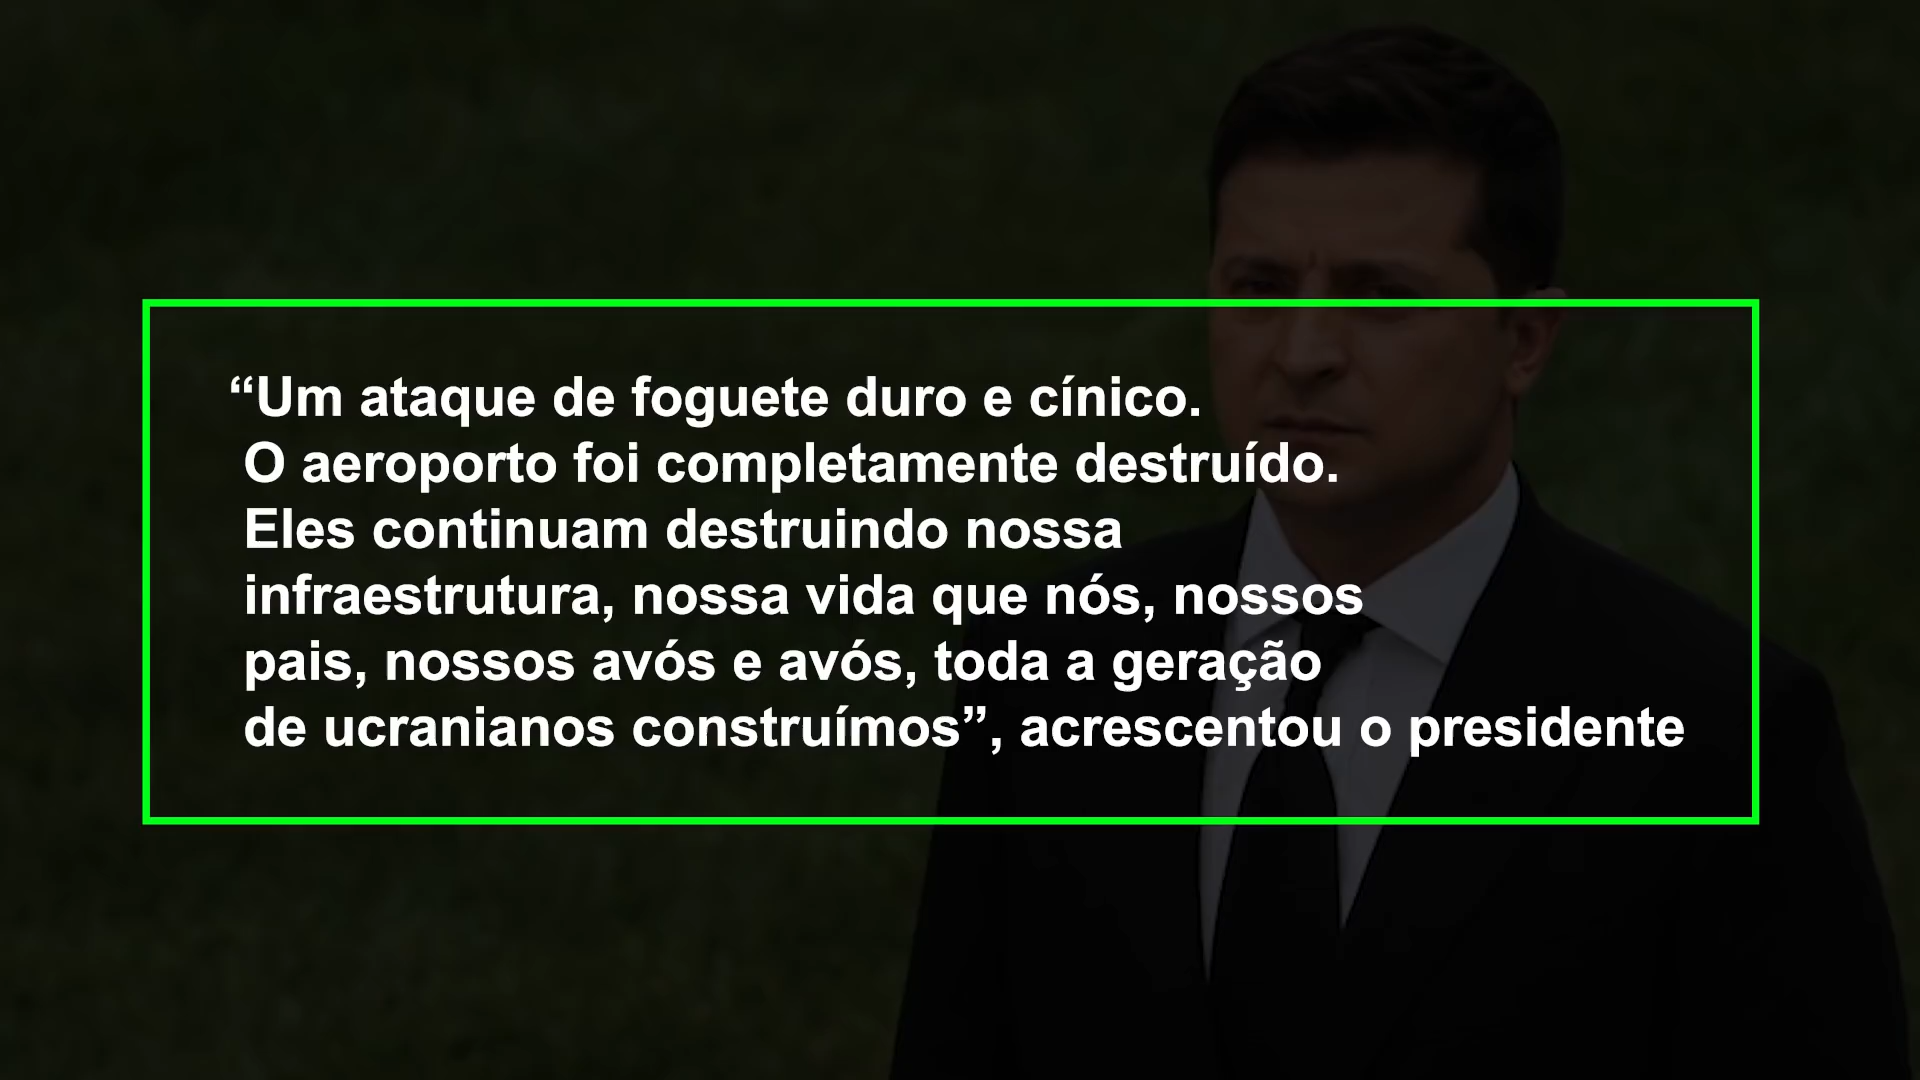 “Um ataque de foguete duro e cínico.
O aeroporto foi completamente destruído.
Eles continuam destruindo nossa
infraestrutura, nossa vida que nós, nossos
pais, nossos avós e avós, toda a geração
de ucranianos construímos”, acrescentou o presidente